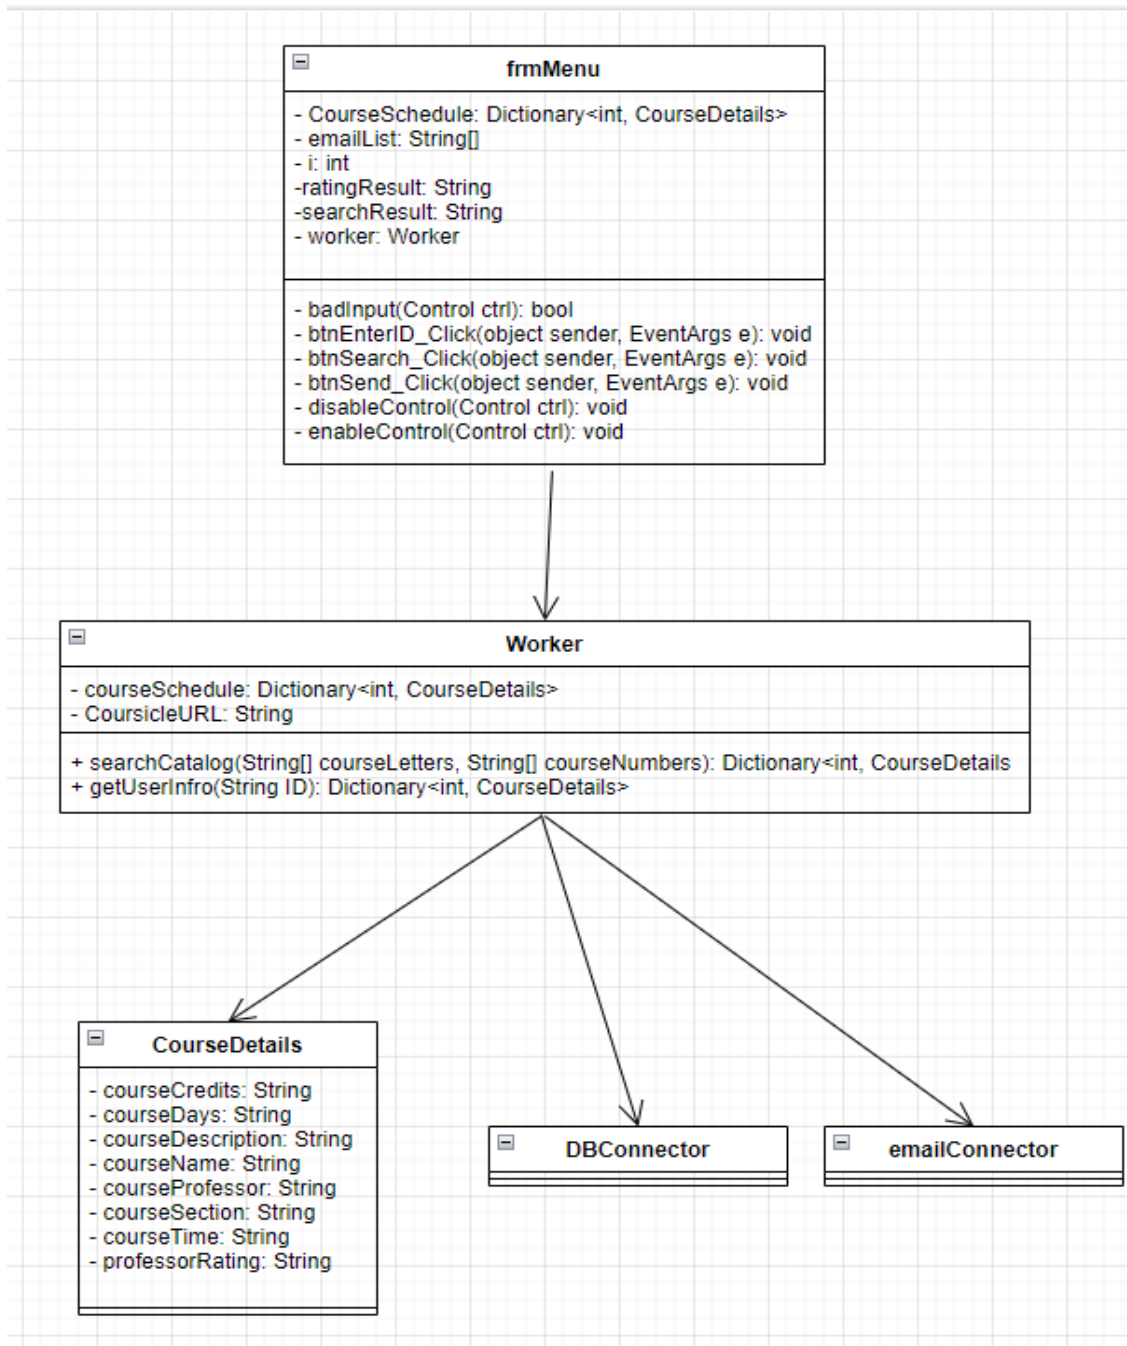 frmMenu
- CourseSchedule: Dictionary<int, CourseDetails>
- emailList: String[]
- i: int
-ratingResult: String
-searchResult: String
- worker: Worker
- badInput(Control ctrl): bool
- btnEnterID_Click(object sender, EventArgs e): void
- btnSearch_Click(object sender, EventArgs e): void
- btnSend_Click(object sender, EventArgs e): void
- disableControl(Control ctrl): void
- enableControl(Control ctrl): void
Worker
- courseSchedule: Dictionary<int, CourseDetails>
- CoursicleURL: String
+ searchCatalog(String[] courseLetters, String[] courseNumbers): Dictionary<int, CourseDetails
+ getUserInfro(String ID): Dictionary<int, CourseDetails>
CourseDetails
- courseCredits: String
- courseDays: String
- courseDescription: String
- courseName: String
- courseProfessor: String
- courseSection: String
- courseTime: String
- professorRating: String
DBConnector
emailConnector